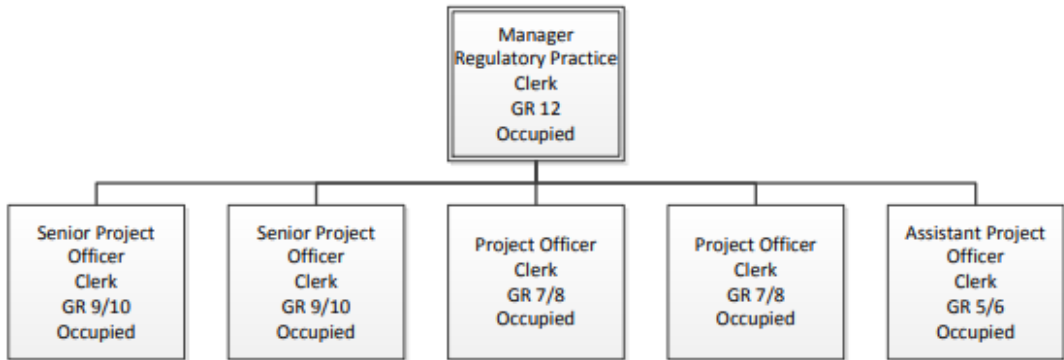 Manager
Regulatory Practice
Clerk
GR 12
Occupied
Senior Project
Officer
Clerk
GR 9/10
Occupied
Senior Project
Officer
Clerk
GR 9/10
Occupied
Project Officer
Clerk
GR 7/8
Occupied
Project Officer
Clerk
GR 7/8
Occupied
Assistant Project
Officer
Clerk
GR 5/6
Occupied